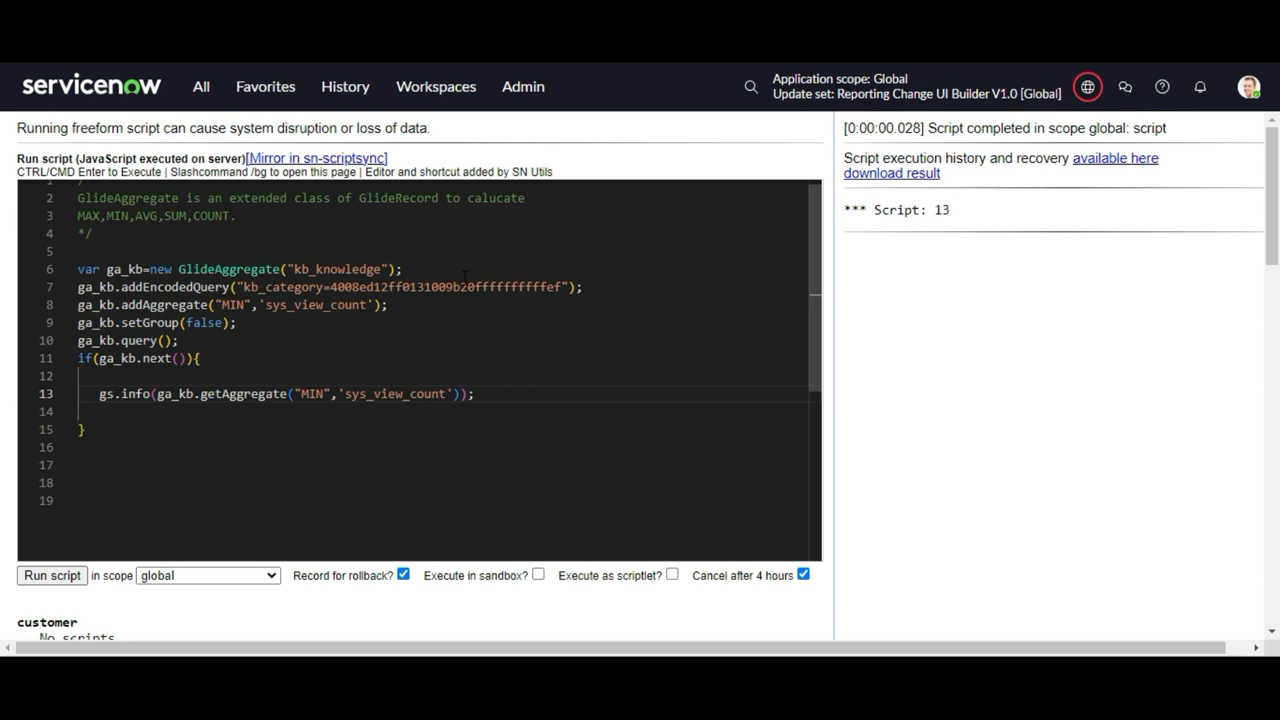 servicenow
All Favorites History Workspaces Admin
Application scope: Global
Update set: Reporting Change UI Builder V1.0 [Global]
Running freeform script can cause system disruption or loss of data.
Run script (JavaScript executed on server)[Mirror in sn-scriptsync]
CTRL/CMD Enter to Execute | Slashcommand /bg to open this page | Editor and shortcut added by SN Utils
2 GlideAggregate is an extended class of GlideRecord to calucate
3 MAX,MIN,AVG,SUM,COUNT.
4 */
5
6 var ga_kb=new GlideAggregate("kb_knowledge");
7 ga_kb.addEncodedQuery("kb_category=4008ed12ff0131009b20ffffffffffef");
8 ga_kb.addAggregate("MIN",'sys_view_count');
9 ga_kb.setGroup(false);
10 ga_kb.query();
11 if(ga_kb.next()){
12
13 gs.info(ga_kb.getAggregate("MIN",'sys_view_count'));
14
15 }
16
17
18
19
Run script in scope global Record for rollback? Execute in sandbox? Execute as scriptlet? Cancel after 4 hours
customer
No scripts
[0:00:00.028] Script completed in scope global: script
Script execution history and recovery available here
download result
*** Script: 13